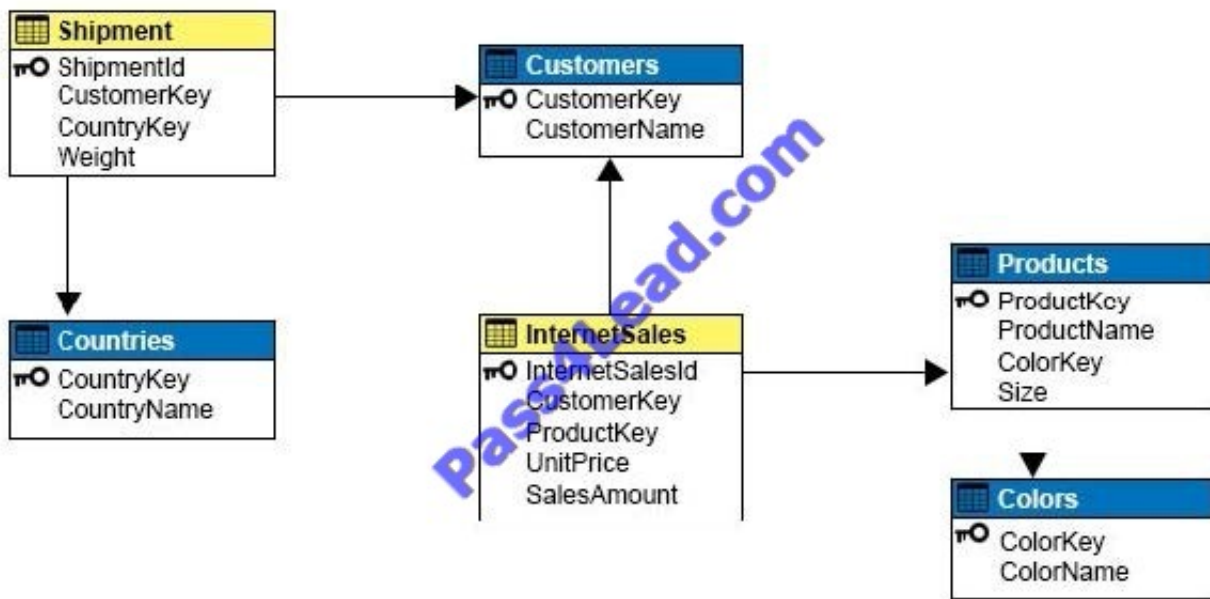 Shipment
ShipmentId
CustomerKey
CountryKey
Weight
Customers
CustomerKey
CustomerName
Countries
CountryKey
CountryName
InternetSales
InternetSalesId
CustomerKey
ProductKey
UnitPrice
SalesAmount
Products
ProductKey
ProductName
ColorKey
Size
Colors
ColorKey
ColorName
Pass4Lead.com